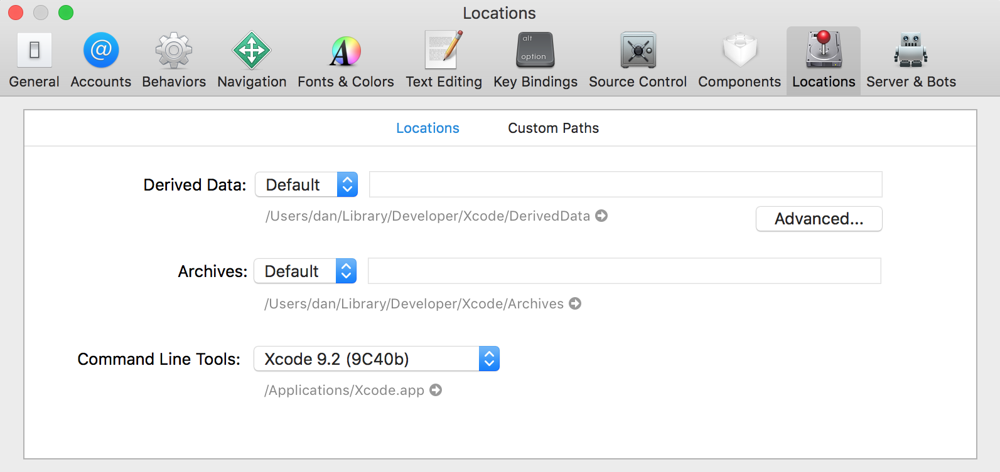 Locations
@
alt
option
General Accounts Behaviors Navigation Fonts & Colors Text Editing Key Bindings Source Control Components Locations Server & Bots
Locations Custom Paths
Derived Data: Default
/Users/dan/Library/Developer/Xcode/DerivedData
Advanced...
Archives: Default
/Users/dan/Library/Developer/Xcode/Archives
Command Line Tools: Xcode 9.2 (9C40b)
/Applications/Xcode.app